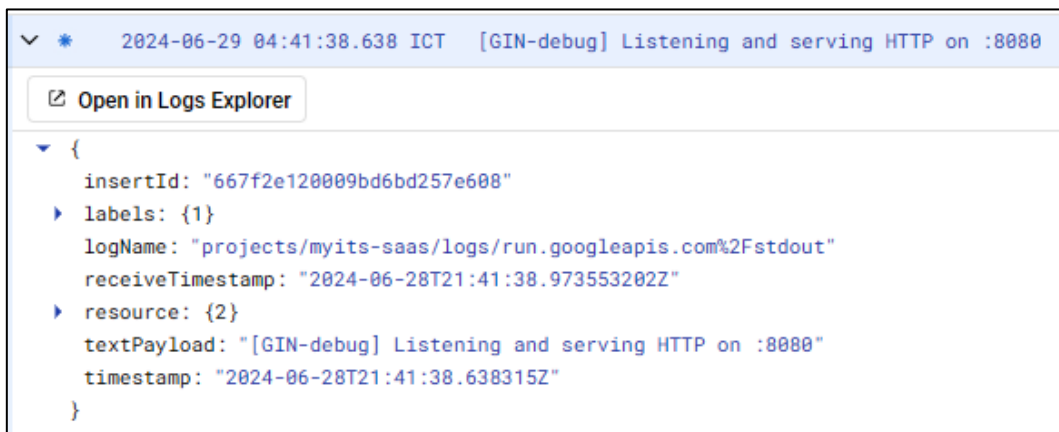 2024-06-29 04:41:38.638 ICT [GIN-debug] Listening and serving HTTP on :8080
Open in Logs Explorer
{
insertId: "667f2e120009bd6bd257e608"
labels: {1}
logName: "projects/myits-saas/logs/run.googleapis.com%2Fstdout"
receiveTimestamp: "2024-06-28T21:41:38.973553202Z"
resource: {2}
textPayload: "[GIN-debug] Listening and serving HTTP on :8080"
timestamp: "2024-06-28T21:41:38.638315Z"
}